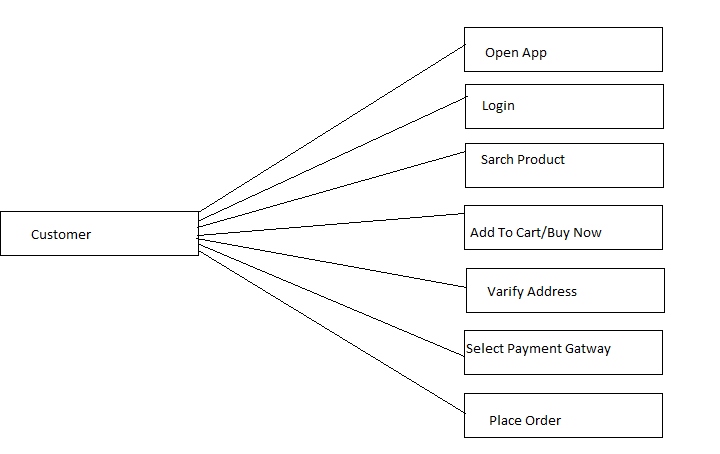 Open App
Login
Sarch Product
Customer
Add To Cart/Buy Now
Varify Address
Select Payment Gatway
Place Order